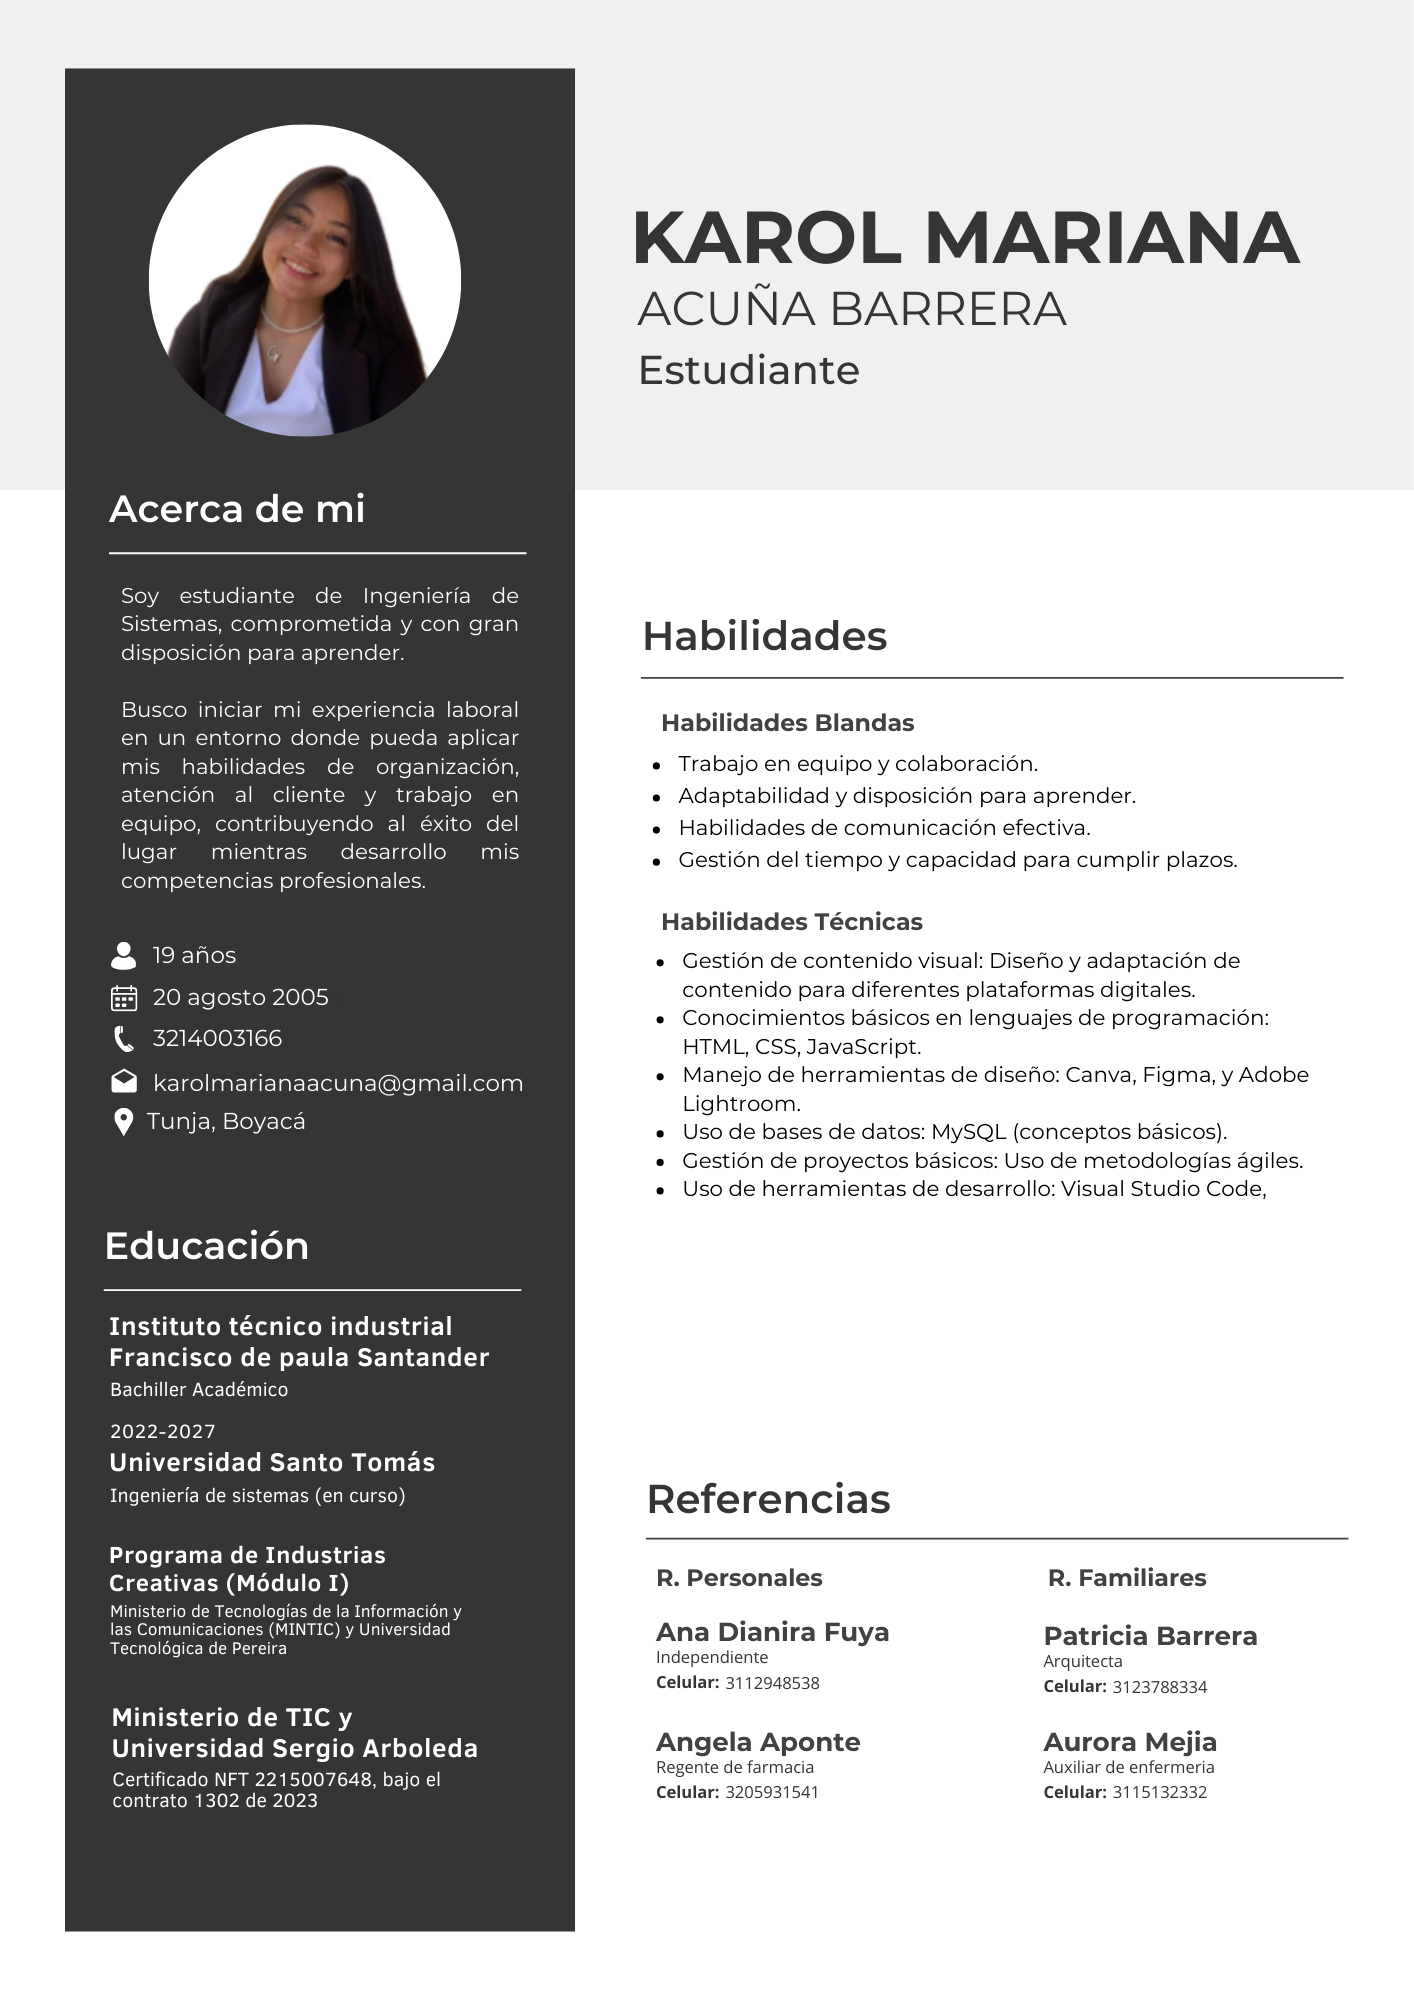 KAROL MARIANA
ACUÑA BARRERA
Estudiante
Acerca de mi
Soy estudiante de Ingeniería de
Sistemas, comprometida y con gran
disposición para aprender.
Busco iniciar mi experiencia laboral
en un entorno donde pueda aplicar
mis habilidades de organización,
atención al cliente y trabajo en
equipo, contribuyendo al éxito del
lugar mientras desarrollo mis
competencias profesionales.
19 años
20 agosto 2005
3214003166
karolmarianaacuna@gmail.com
Tunja, Boyacá
Educación
Instituto técnico industrial
Francisco de paula Santander
Bachiller Académico
2022-2027
Universidad Santo Tomás
Ingeniería de sistemas (en curso)
Programa de Industrias
Creativas (Módulo I)
Ministerio de Tecnologías de la Información y
las Comunicaciones (MINTIC) y Universidad
Tecnológica de Pereira
Ministerio de TIC y
Universidad Sergio Arboleda
Certificado NFT 2215007648, bajo el
contrato 1302 de 2023
Habilidades
Habilidades Blandas
• Trabajo en equipo y colaboración.
• Adaptabilidad y disposición para aprender.
• Habilidades de comunicación efectiva.
• Gestión del tiempo y capacidad para cumplir plazos.
Habilidades Técnicas
• Gestión de contenido visual: Diseño y adaptación de
contenido para diferentes plataformas digitales.
• Conocimientos básicos en lenguajes de programación:
HTML, CSS, JavaScript.
• Manejo de herramientas de diseño: Canva, Figma, y Adobe
Lightroom.
• Uso de bases de datos: MySQL (conceptos básicos).
• Gestión de proyectos básicos: Uso de metodologías ágiles.
• Uso de herramientas de desarrollo: Visual Studio Code,
Referencias
R. Personales
Ana Dianira Fuya
Independiente
Celular: 3112948538
Angela Aponte
Regente de farmacia
Celular: 3205931541
R. Familiares
Patricia Barrera
Arquitecta
Celular: 3123788334
Aurora Mejia
Auxiliar de enfermeria
Celular: 3115132332